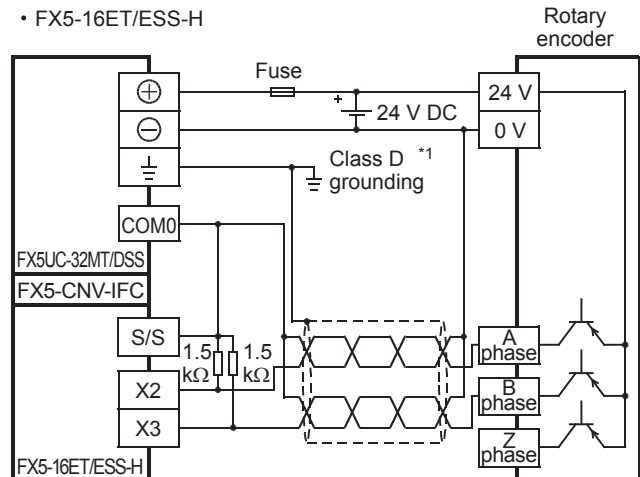 • FX5-16ET/ESS-H
Rotary
encoder
Fuse
24 V
+
24 V DC
0 V
Class D *1
grounding
COM0
FX5UC-32MT/DSS
FX5-CNV-IFC
S/S
1.5
kΩ
1.5
kΩ
X2
X3
A
phase
B
phase
Z
phase
FX5-16ET/ESS-H